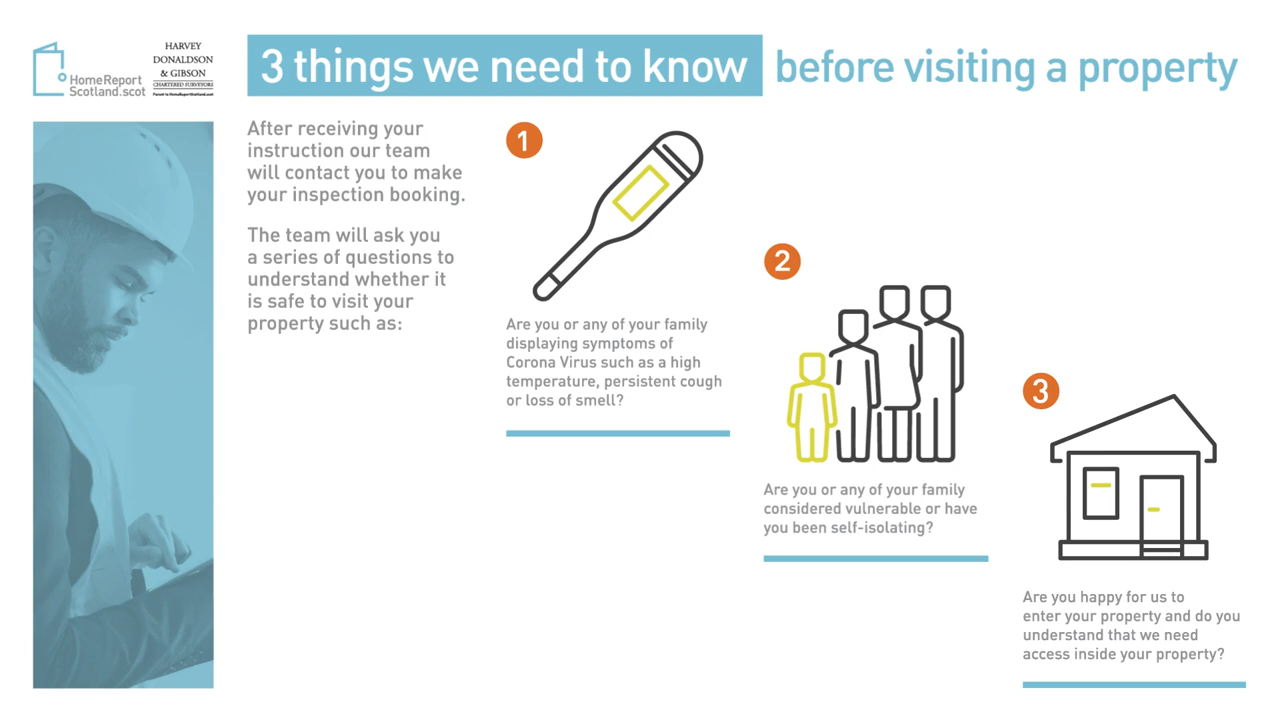 HomeReport
Scotland.scot
HARVEY
DONALDSON
& GIBSON
CHARTERED SURVEYORS
Parent to HomeReportScotland.scot
3 things we need to know before visiting a property
After receiving your
instruction our team
will contact you to make
your inspection booking.
The team will ask you
a series of questions to
understand whether it
is safe to visit your
property such as:
1
Are you or any of your family
displaying symptoms of
Corona Virus such as a high
temperature, persistent cough
or loss of smell?
2
Are you or any of your family
considered vulnerable or have
you been self-isolating?
3
Are you happy for us to
enter your property and do you
understand that we need
access inside your property?